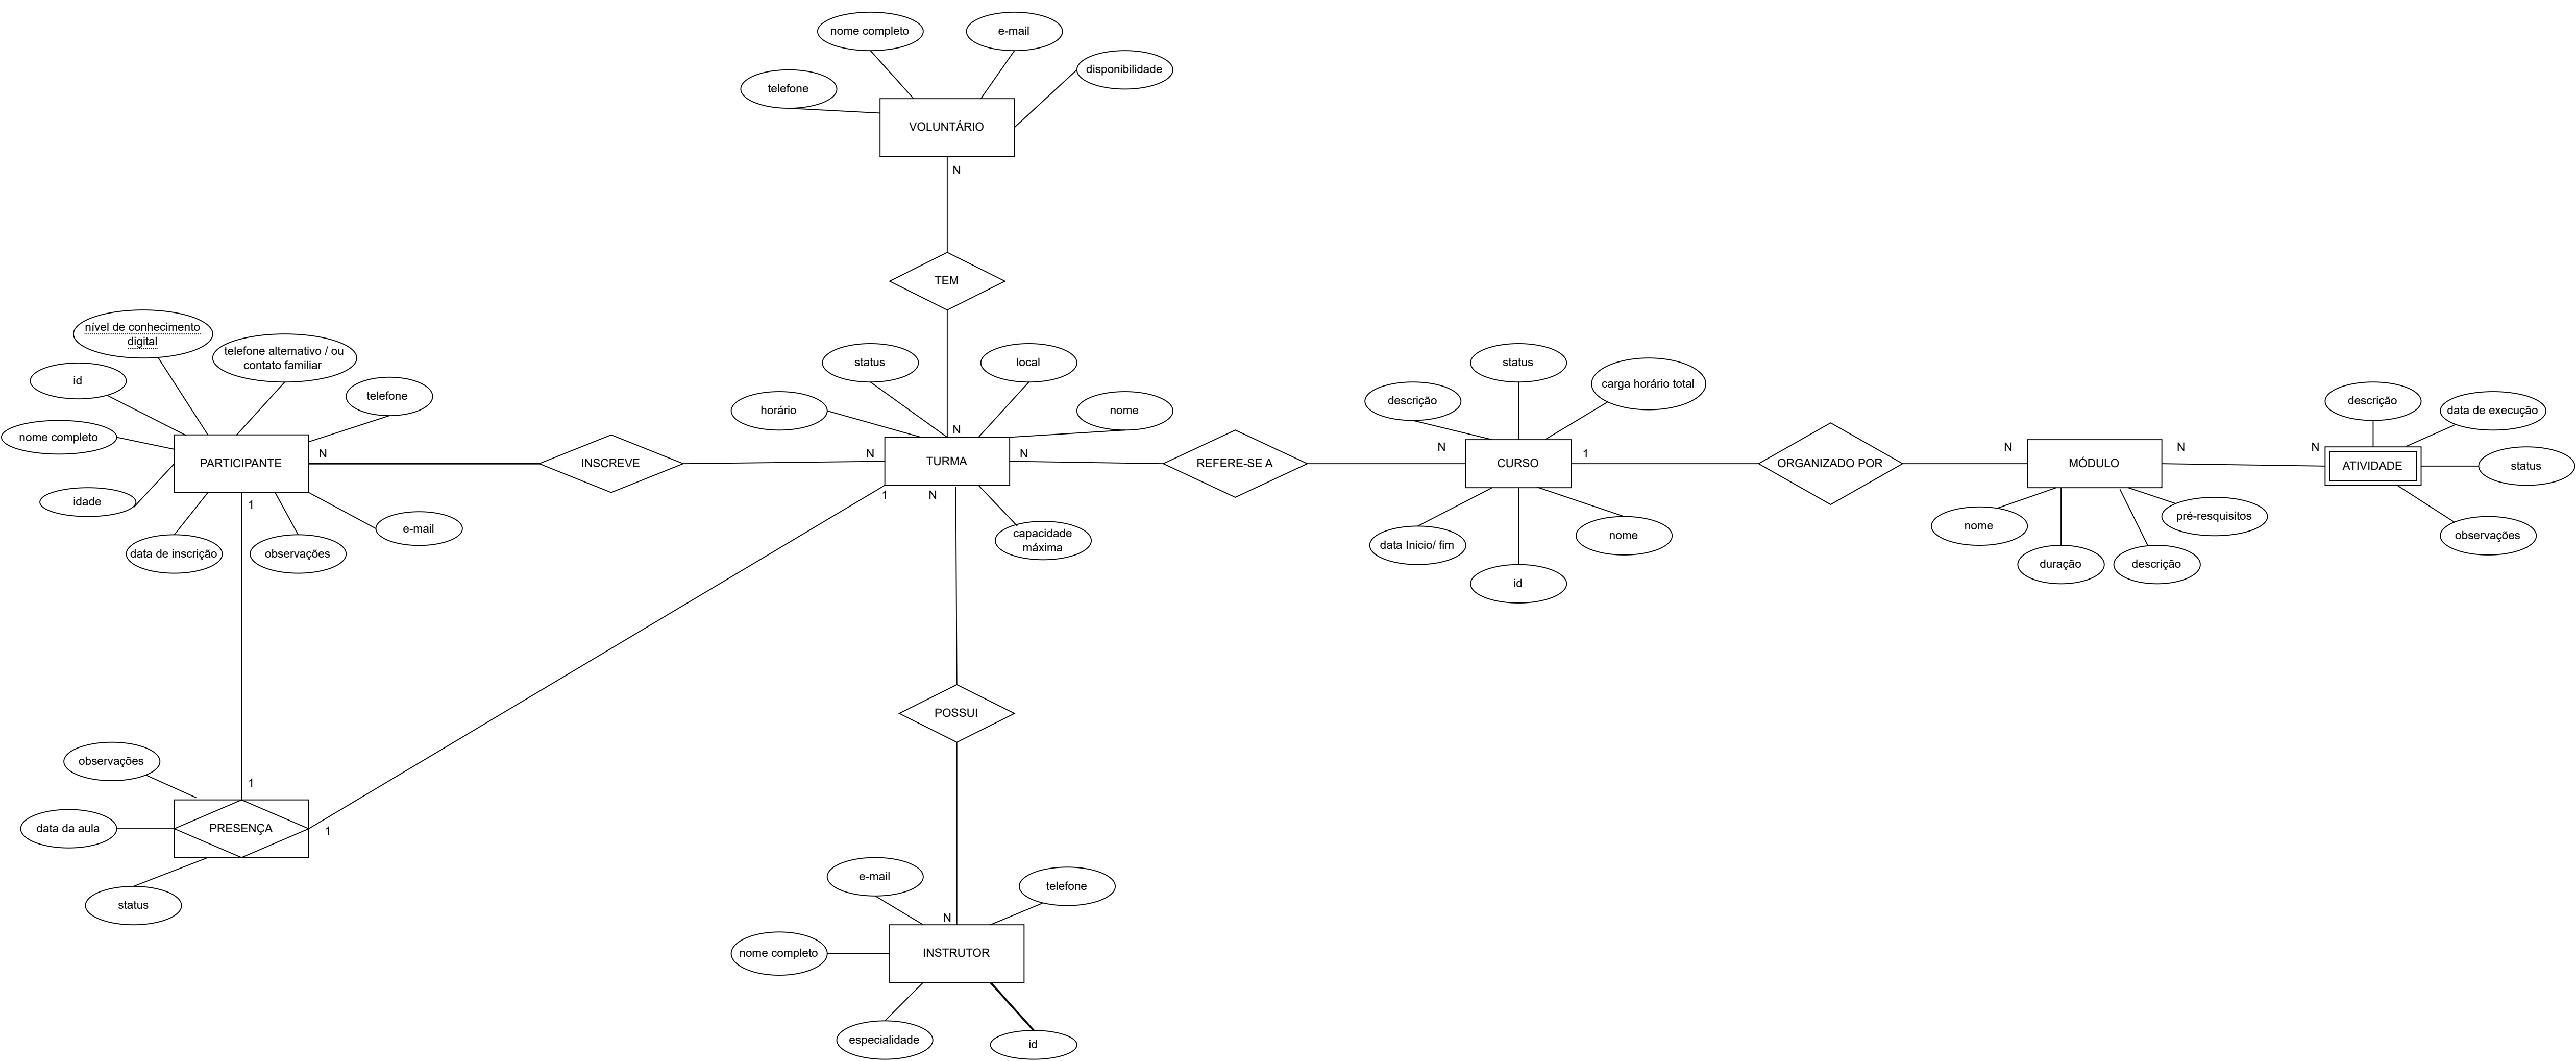 nome completo
e-mail
disponibilidade
telefone
VOLUNTÁRIO
N
TEM
nível de conhecimento
digital
telefone alternativo / ou
contato familiar
id
telefone
nome completo
PARTICIPANTE
N
idade
1
data de inscrição
observações
e-mail
INSCREVE
status
local
horário
nome
N
N
TURMA
N
1
N
capacidade
máxima
REFERE-SE A
status
carga horário total
descrição
N
CURSO
1
data Inicio/ fim
nome
id
ORGANIZADO POR
N
MÓDULO
N
nome
pré-resquisitos
duração
descrição
descrição
data de execução
N
ATIVIDADE
status
observações
POSSUI
observações
1
data da aula
PRESENÇA
1
status
e-mail
telefone
N
nome completo
INSTRUTOR
especialidade
id